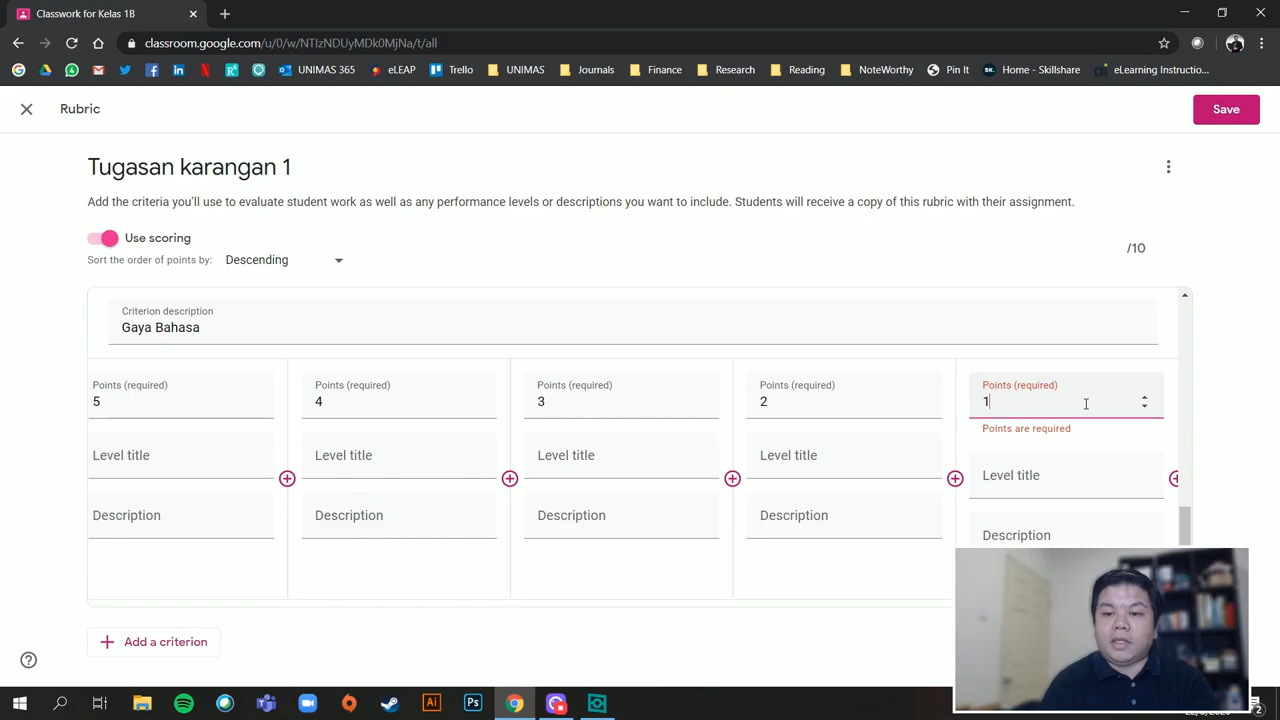 Classwork for Kelas 1B
classroom.google.com/u/0/w/NTIzNDUyMDk0MjNa/t/all
UNIMAS 365 eLEAP Trello UNIMAS Journals Finance Research Reading NoteWorthy Pin It Home - Skillshare eLearning Instructio...
Rubric
Save
Tugasan karangan 1
Add the criteria you'll use to evaluate student work as well as any performance levels or descriptions you want to include. Students will receive a copy of this rubric with their assignment.
Use scoring
/10
Sort the order of points by: Descending
Criterion description
Gaya Bahasa
Points (required) Points (required) Points (required) Points (required) Points (required)
5 4 3 2 1
Points are required
Level title Level title Level title Level title Level title
Description Description Description Description Description
Add a criterion